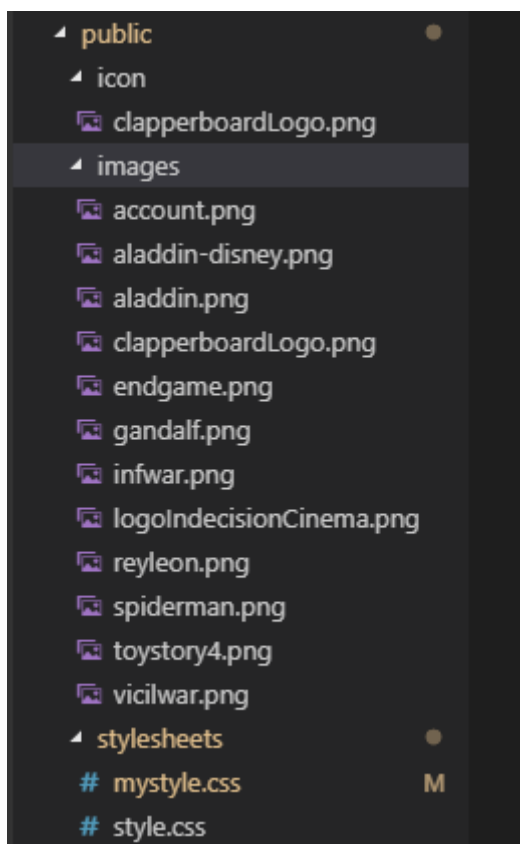 public
icon
clapperboardLogo.png
images
account.png
aladdin-disney.png
aladdin.png
clapperboardLogo.png
endgame.png
gandalf.png
infwar.png
logoIndecisionCinema.png
reyleon.png
spiderman.png
toystory4.png
vicilwar.png
stylesheets
# mystyle.css M
# style.css